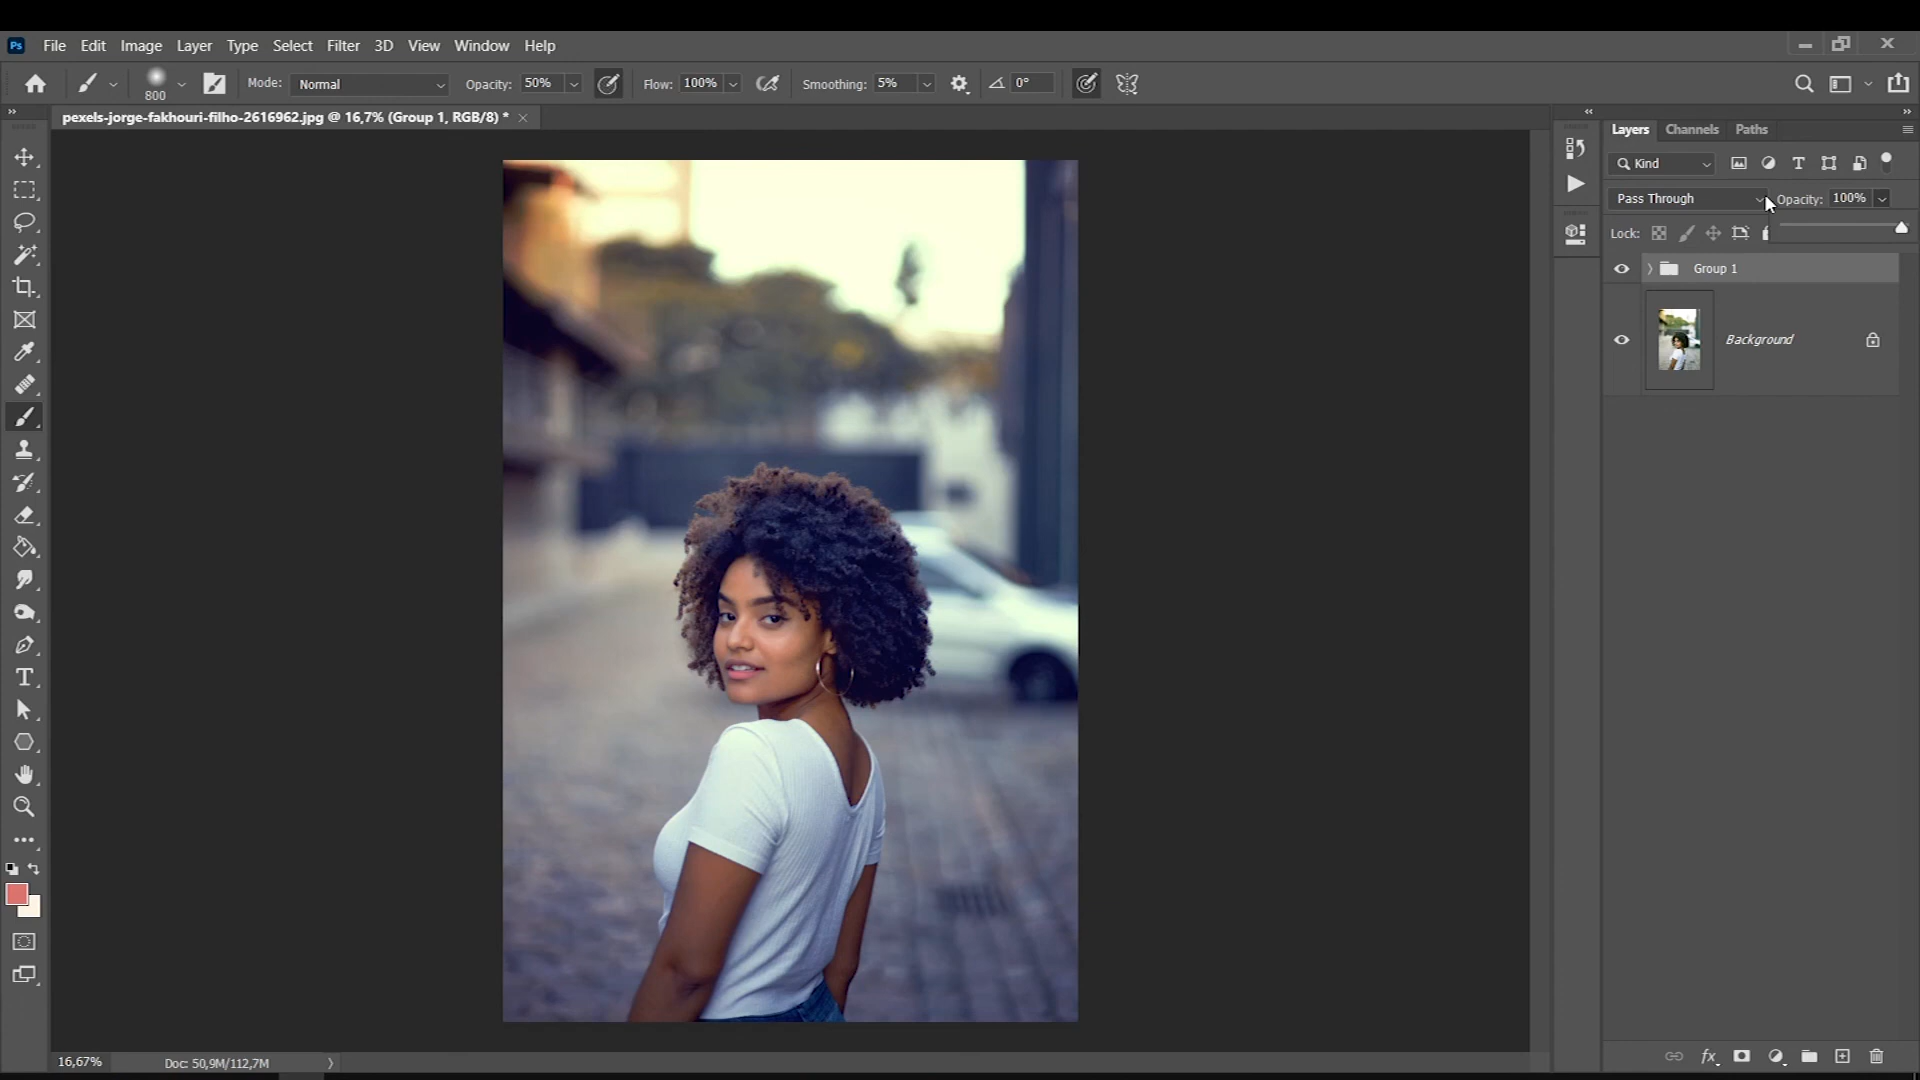 Ps File Edit Image Layer Type Select Filter 3D View Window Help
800 Mode: Normal Opacity: 50% Flow: 100% Smoothing: 5% 0°
pexels-jorge-fakhouri-filho-2616962.jpg @ 16,7% (Group 1, RGB/8) *
Layers Channels Paths
Kind
Pass Through Opacity: 100%
Lock:
Group 1
Background
16,67% Doc: 50,9M/112,7M
fx